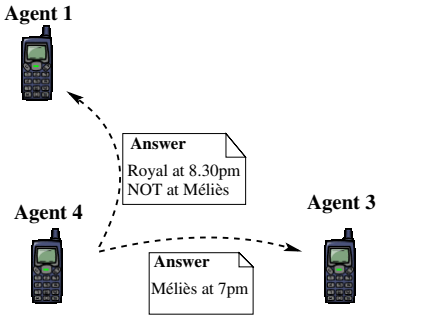 Agent 1
Answer
Royal at 8.30pm
NOT at Méliès
Agent 4
Agent 3
Answer
Méliès at 7pm